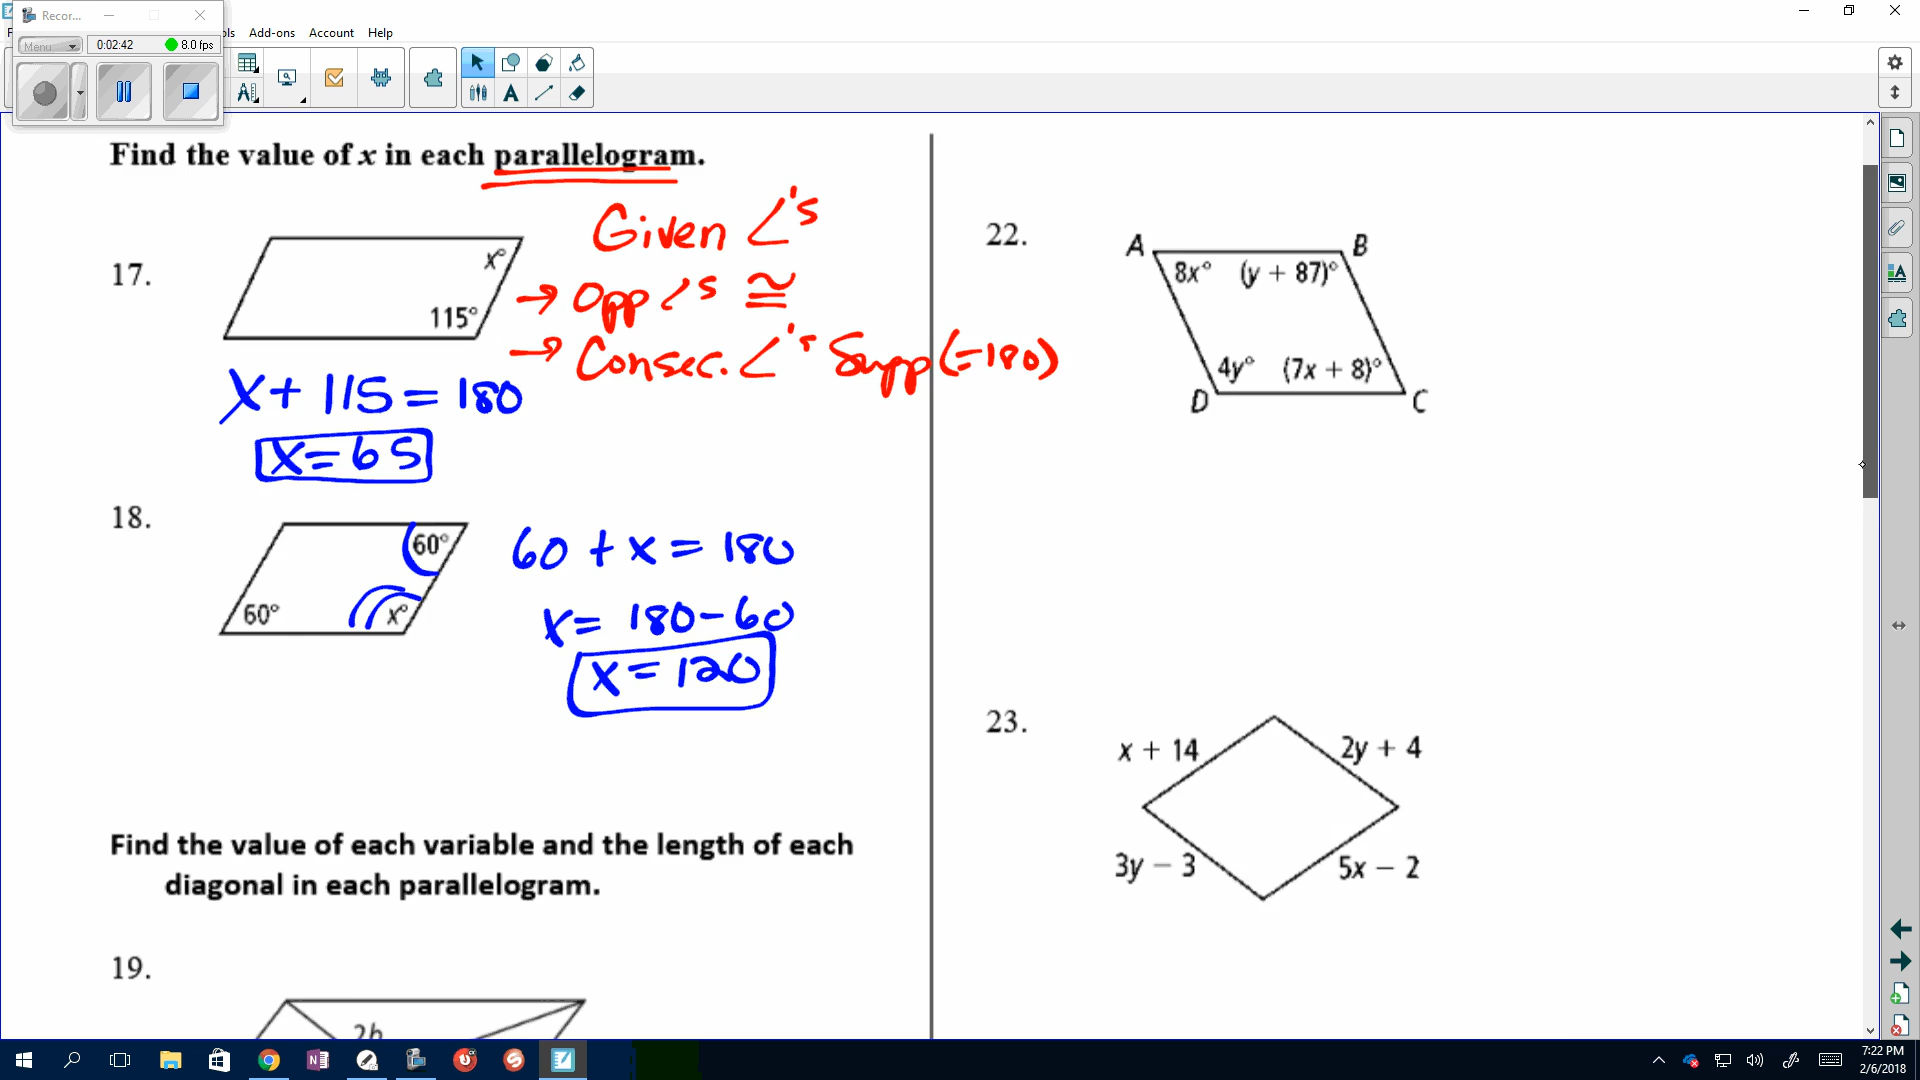 Recor...
Menu
0:02:42
8.0 fps
ols Add-ons Account Help
Find the value of x in each parallelogram.
17.
x°
115°
Given ∠'s
→ Opp ∠s ≅
→ Consec. ∠'s Supp (=180)
x + 115 = 180
x = 65
18.
60°
60°
x°
60 + x = 180
x = 180 - 60
x = 120
Find the value of each variable and the length of each
diagonal in each parallelogram.
19.
2b
22.
A
B
8x° (y + 87)°
4y° (7x + 8)°
D
C
23.
x + 14
2y + 4
3y − 3
5x − 2
7:22 PM
2/6/2018